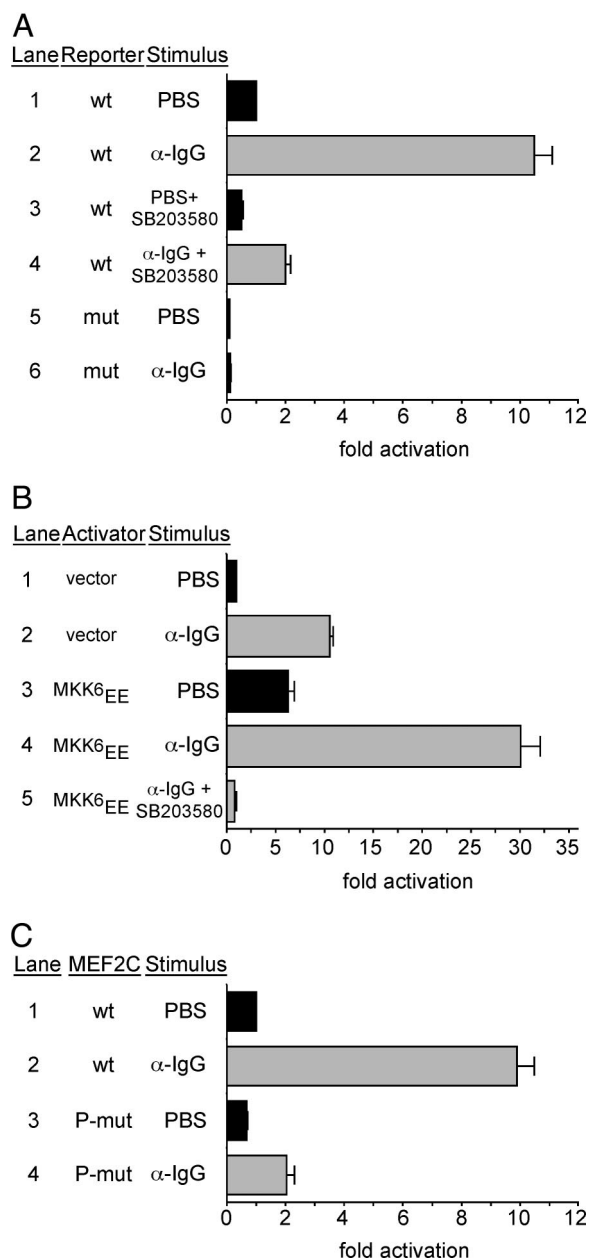 A
Lane Reporter Stimulus
1 wt PBS
2 wt α-IgG
3 wt PBS+
SB203580
4 wt α-IgG +
SB203580
5 mut PBS
6 mut α-IgG
0 2 4 6 8 10 12
fold activation
B
Lane Activator Stimulus
1 vector PBS
2 vector α-IgG
3 MKK6EE PBS
4 MKK6EE α-IgG
5 MKK6EE α-IgG +
SB203580
0 5 10 15 20 25 30 35
fold activation
C
Lane MEF2C Stimulus
1 wt PBS
2 wt α-IgG
3 P-mut PBS
4 P-mut α-IgG
0 2 4 6 8 10 12
fold activation